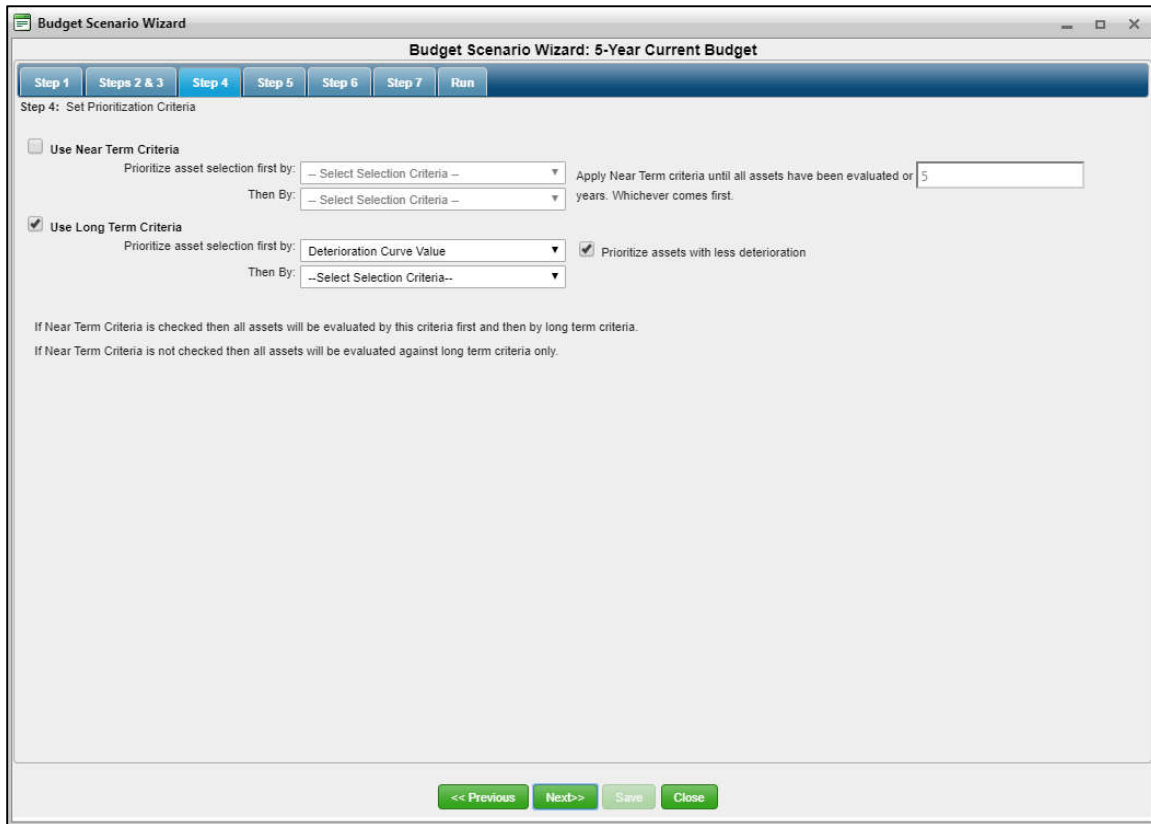 Budget Scenario Wizard
Budget Scenario Wizard: 5-Year Current Budget
Step 1 Steps 2 & 3 Step 4 Step 5 Step 6 Step 7 Run
Step 4: Set Prioritization Criteria
Use Near Term Criteria
Prioritize asset selection first by: -- Select Selection Criteria -- Apply Near Term criteria until all assets have been evaluated or 5
Then By: -- Select Selection Criteria -- years. Whichever comes first.
Use Long Term Criteria
Prioritize asset selection first by: Deterioration Curve Value Prioritize assets with less deterioration
Then By: --Select Selection Criteria--
If Near Term Criteria is checked then all assets will be evaluated by this criteria first and then by long term criteria.
If Near Term Criteria is not checked then all assets will be evaluated against long term criteria only.
<< Previous Next>> Save Close